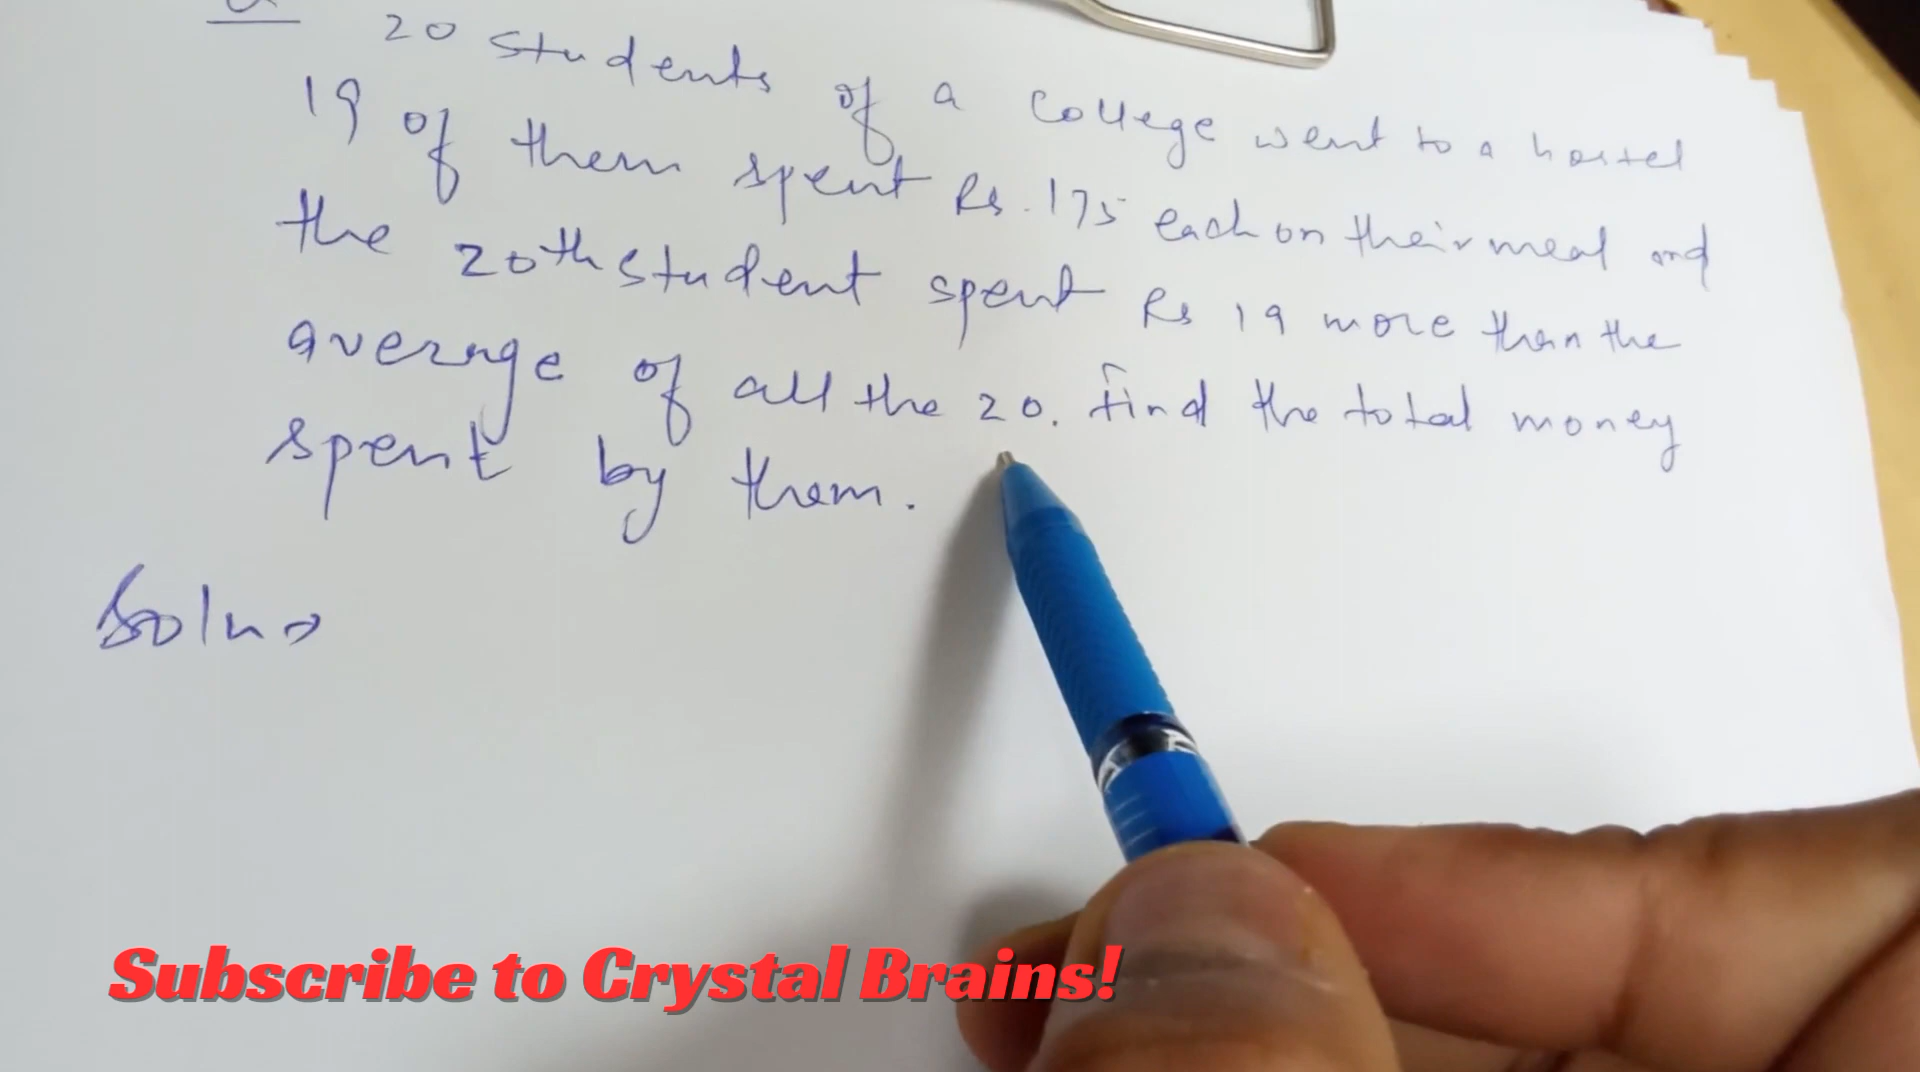 20 students of a college went to a hostel
19 of them spent Rs. 175 each on their meal and
the 20th student spent Rs 19 more than the
average of all the 20. Find the total money
spent by them.
Soln →
Subscribe to Crystal Brains!